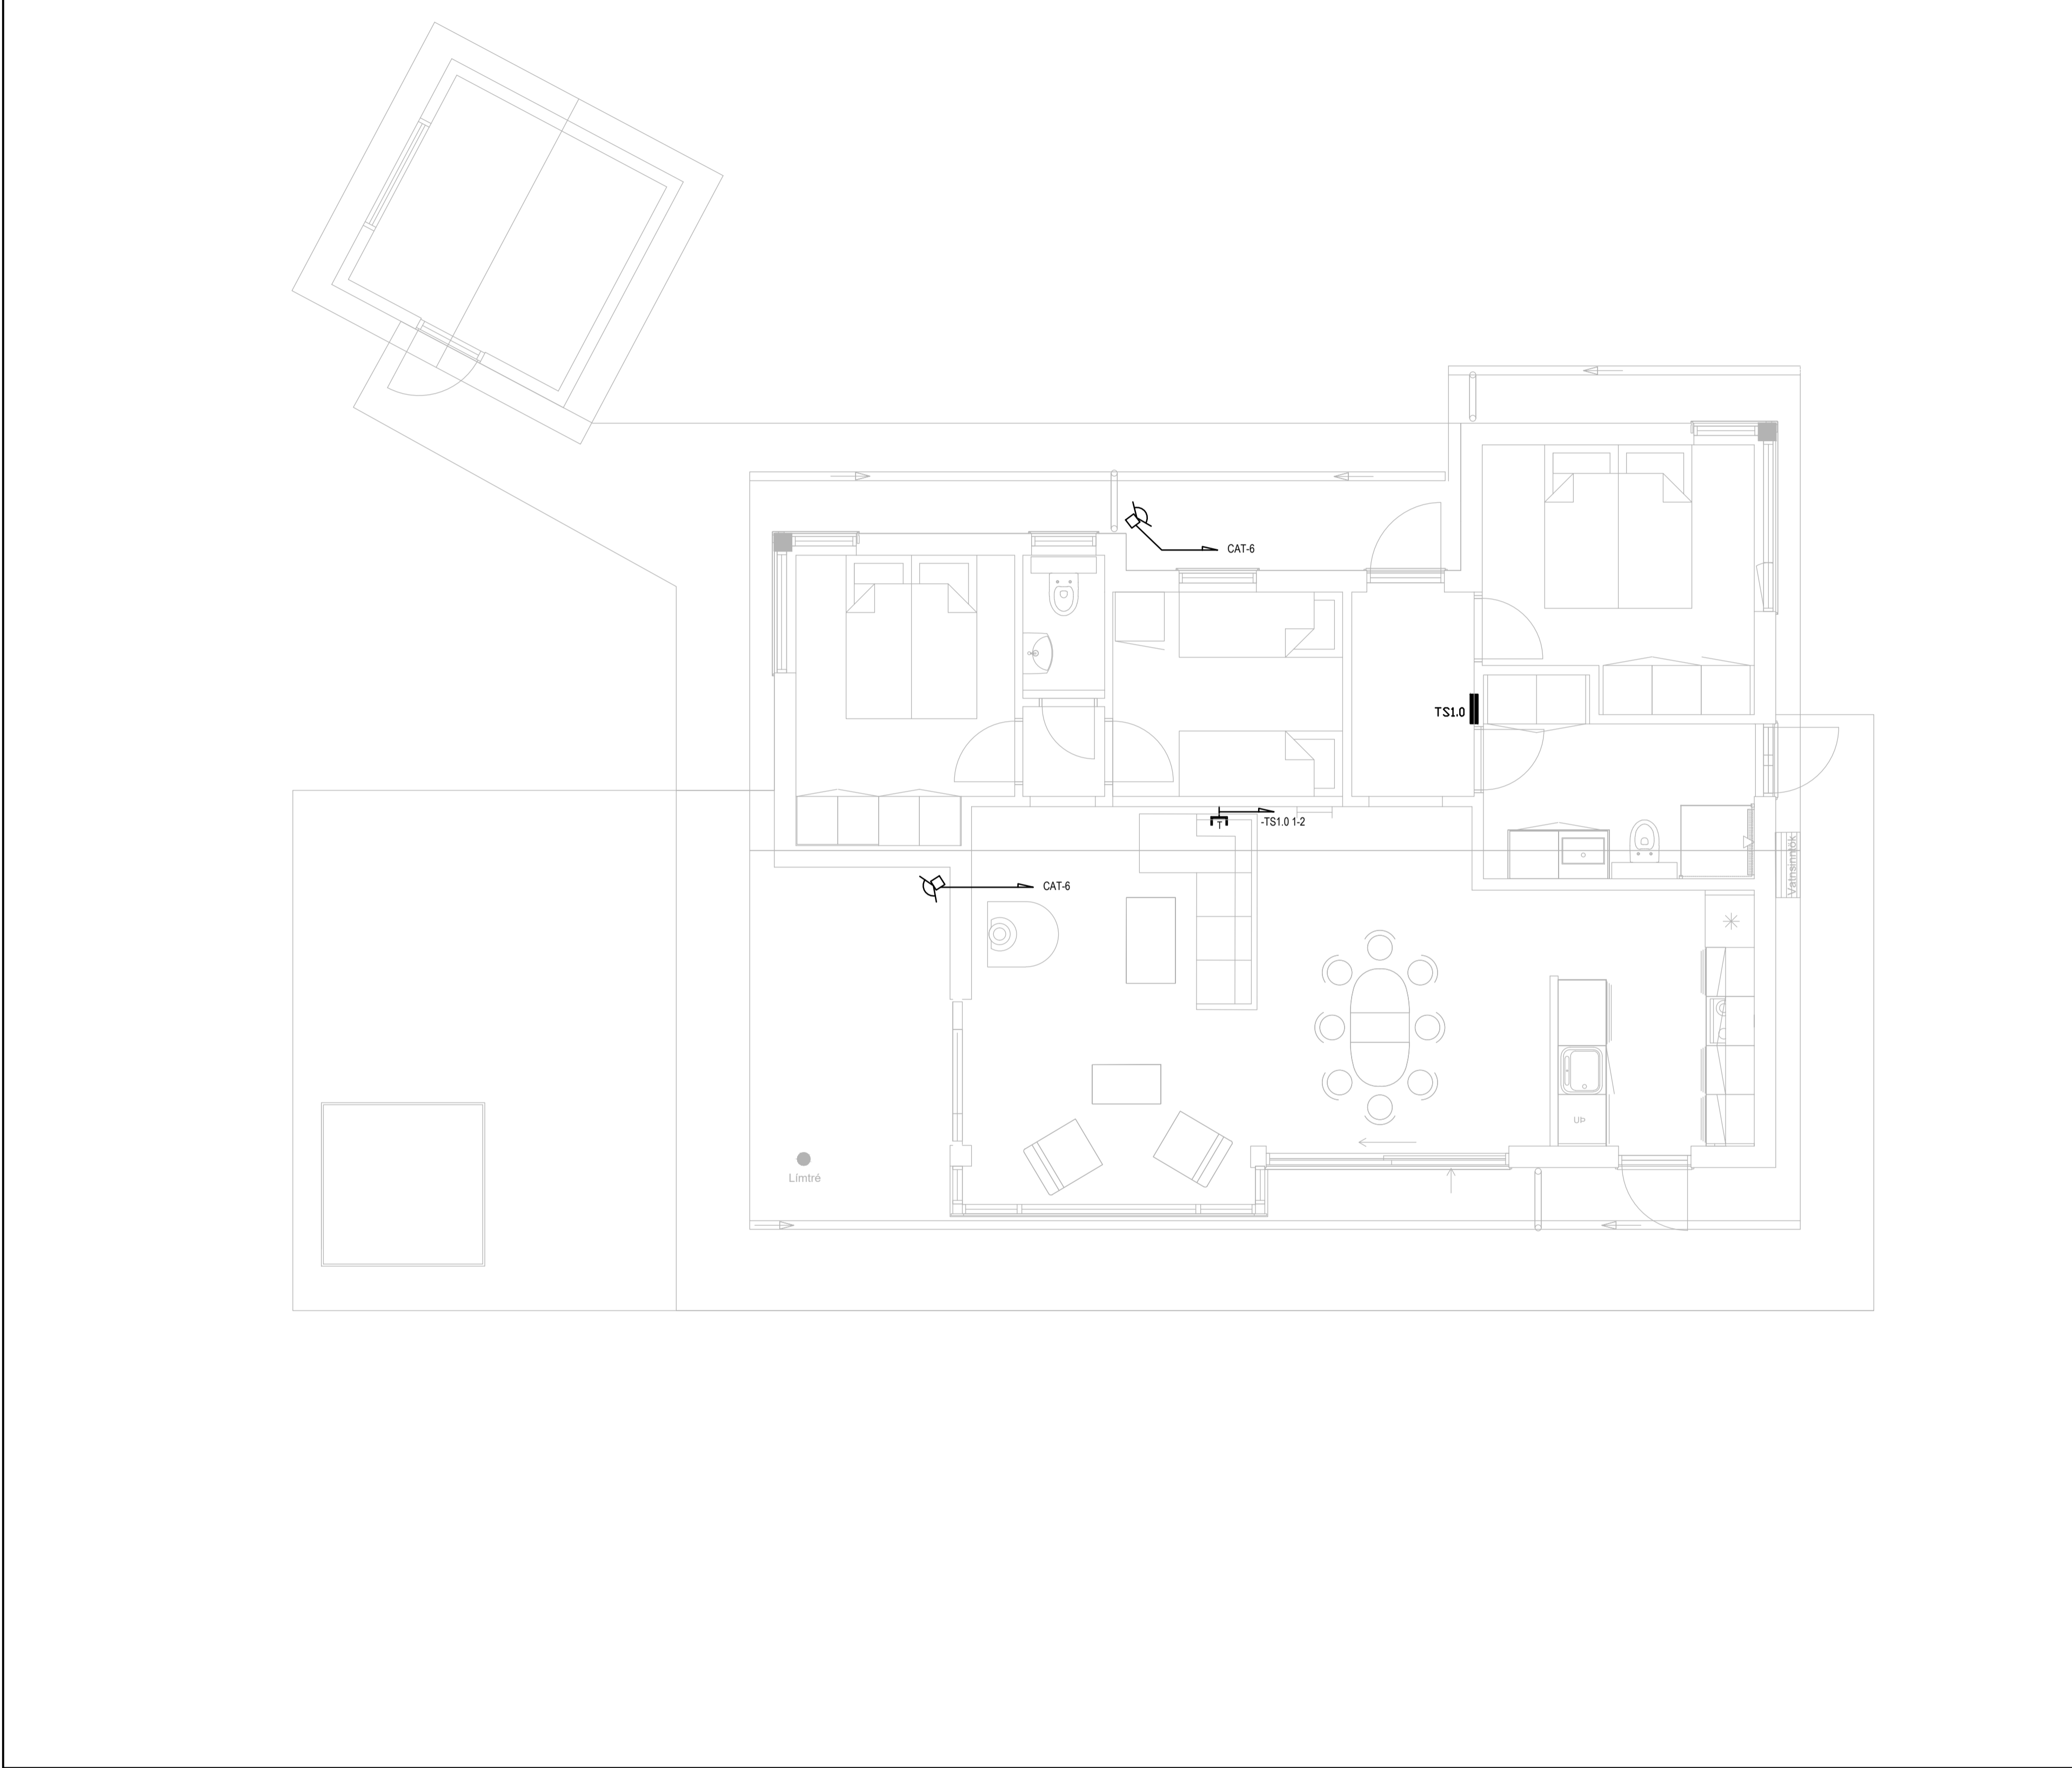 CAT-6
TS1.0
-TS1.0 1-2
T
Vatnsinntök
CAT-6
UP
Límtré